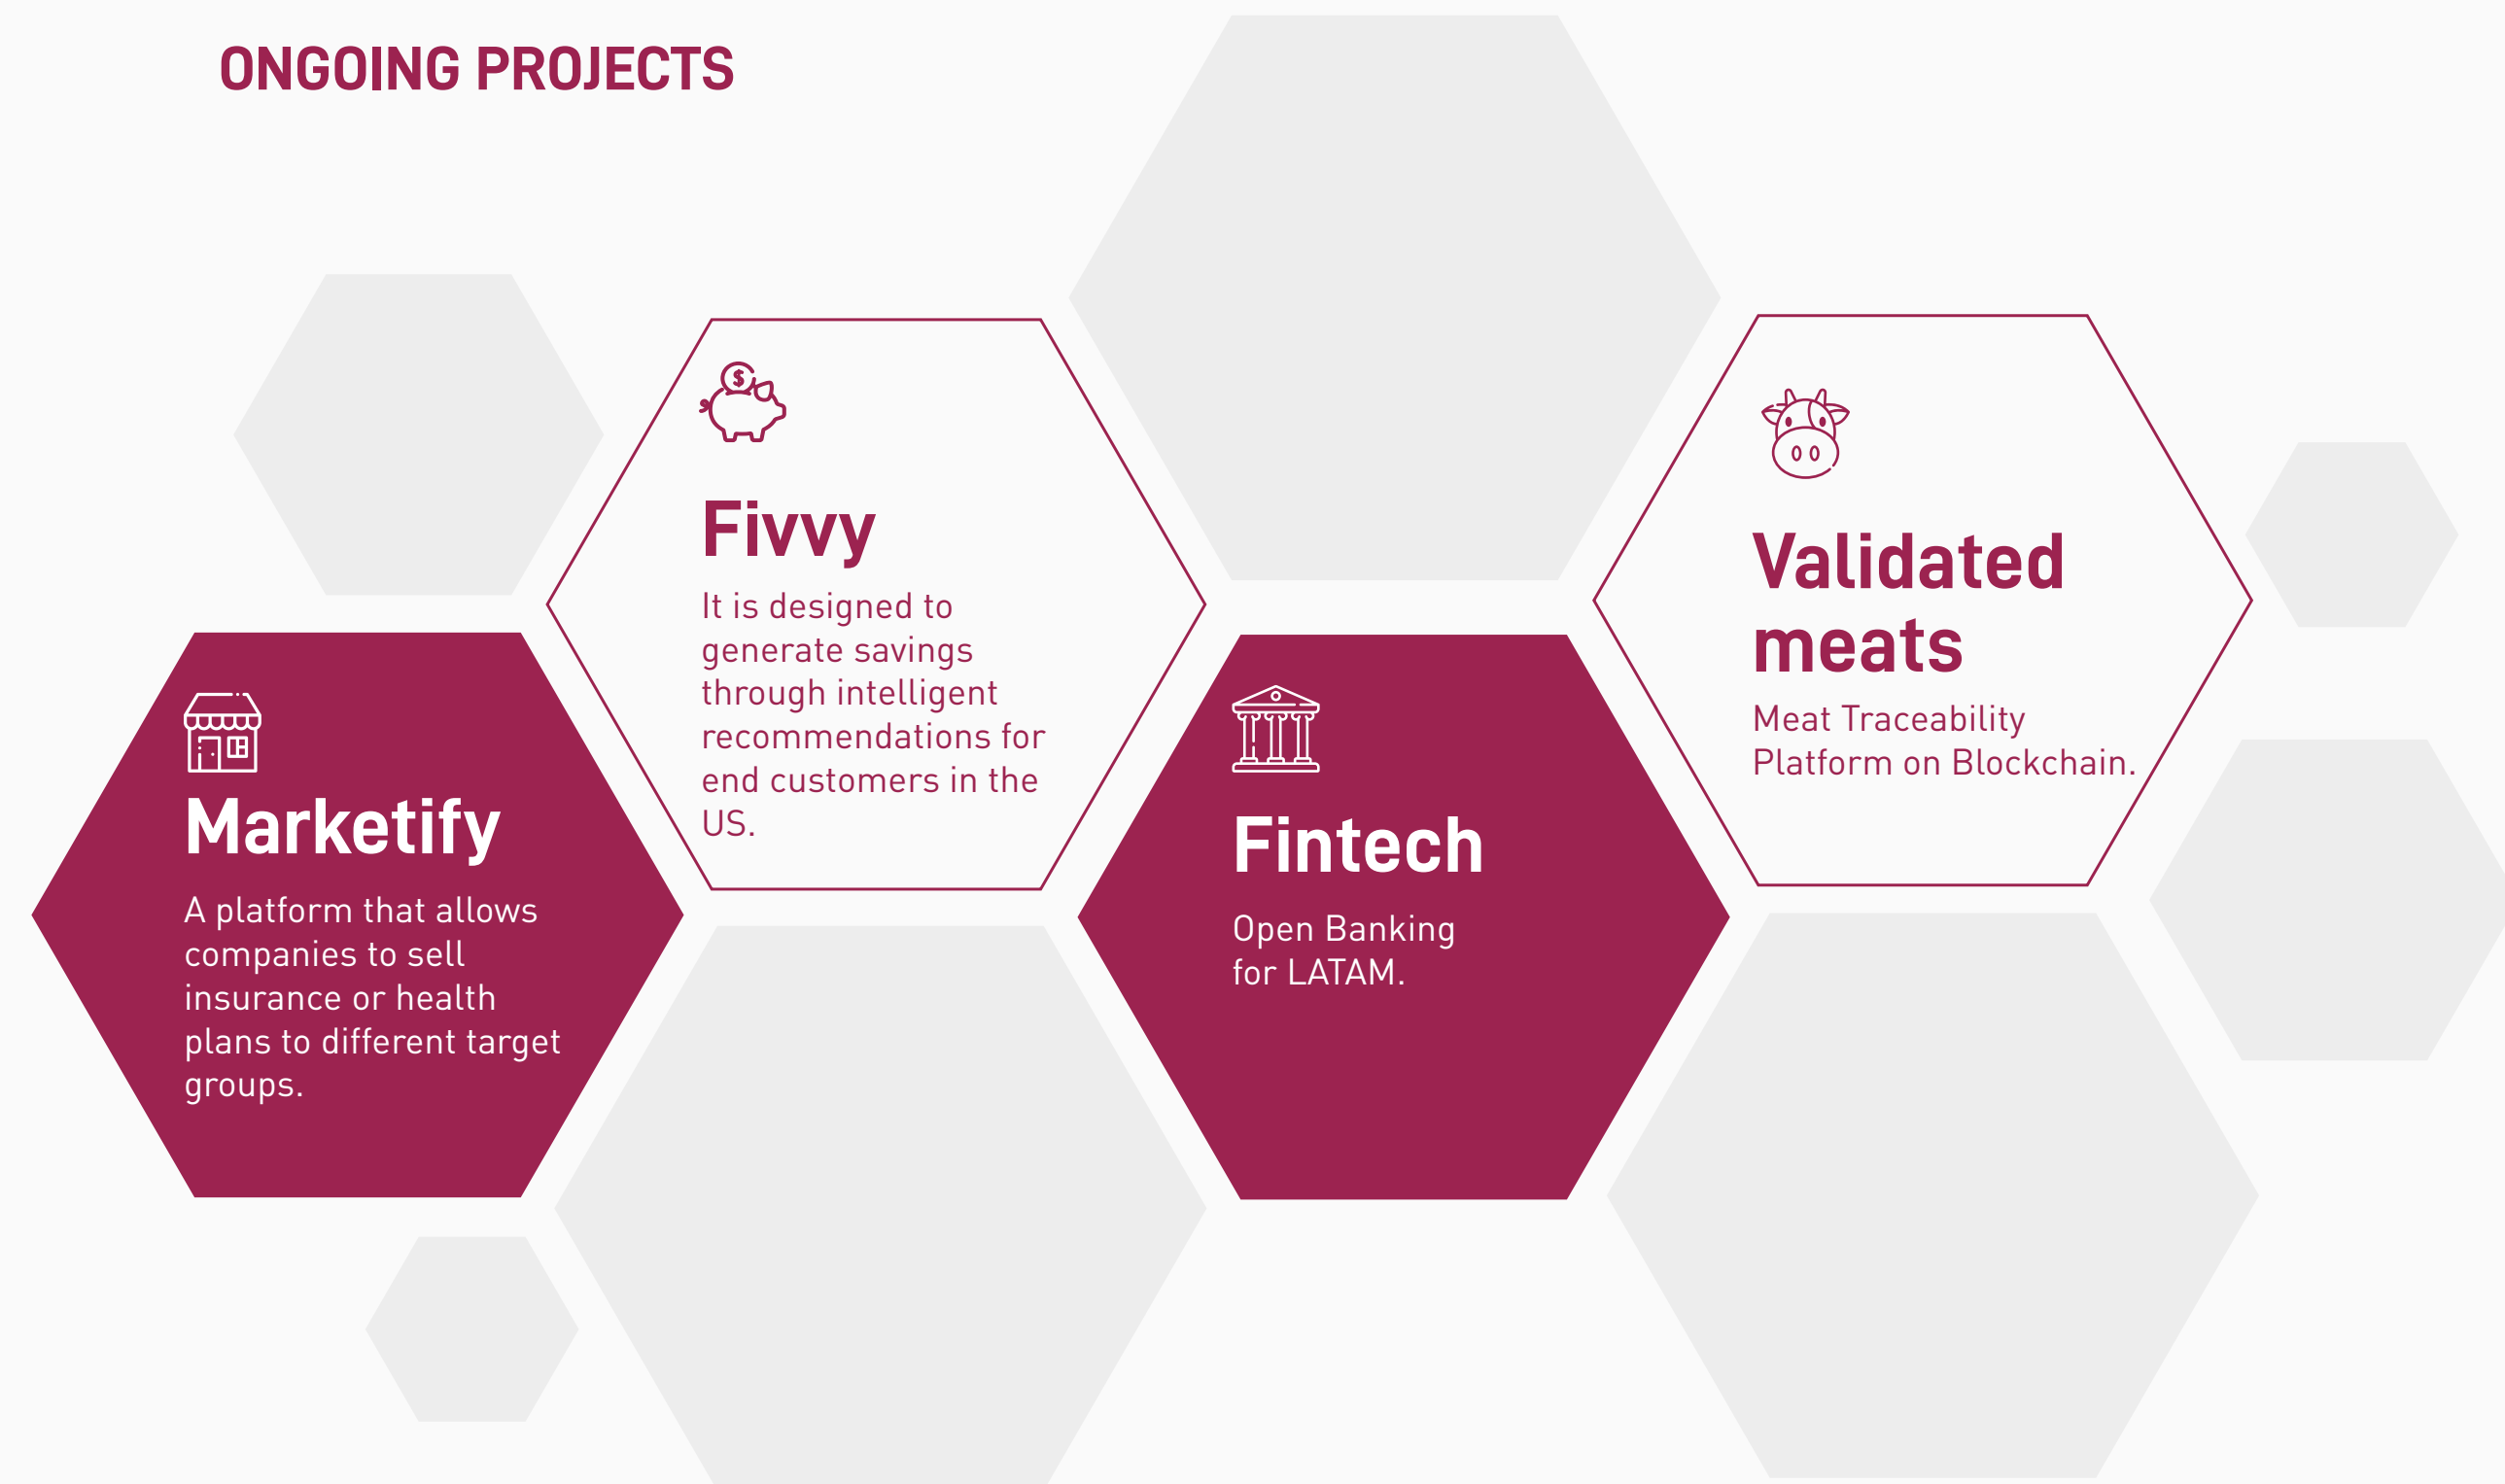 ONGOING PROJECTS
Marketify
A platform that allows
companies to sell
insurance or health
plans to different target
groups.
Fivvy
It is designed to
generate savings
through intelligent
recommendations for
end customers in the
US.
Fintech
Open Banking
for LATAM.
Validated
meats
Meat Traceability
Platform on Blockchain.